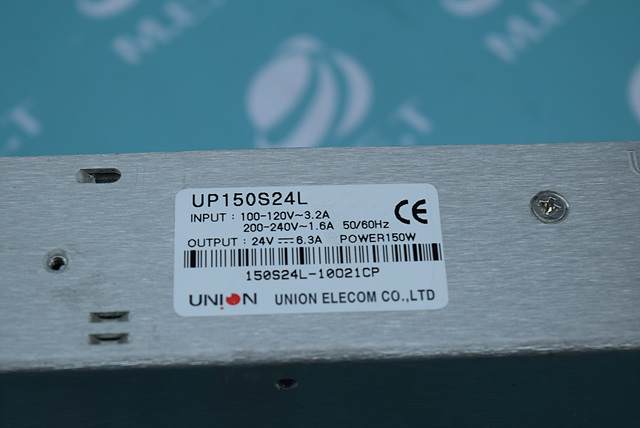 UP150S24L
INPUT : 100-120V~3.2A
200-240V~1.6A 50/60Hz
OUTPUT : 24V⎓6.3A POWER150W
CE
150S24L-10021CP
UNION UNION ELECOM CO.,LTD